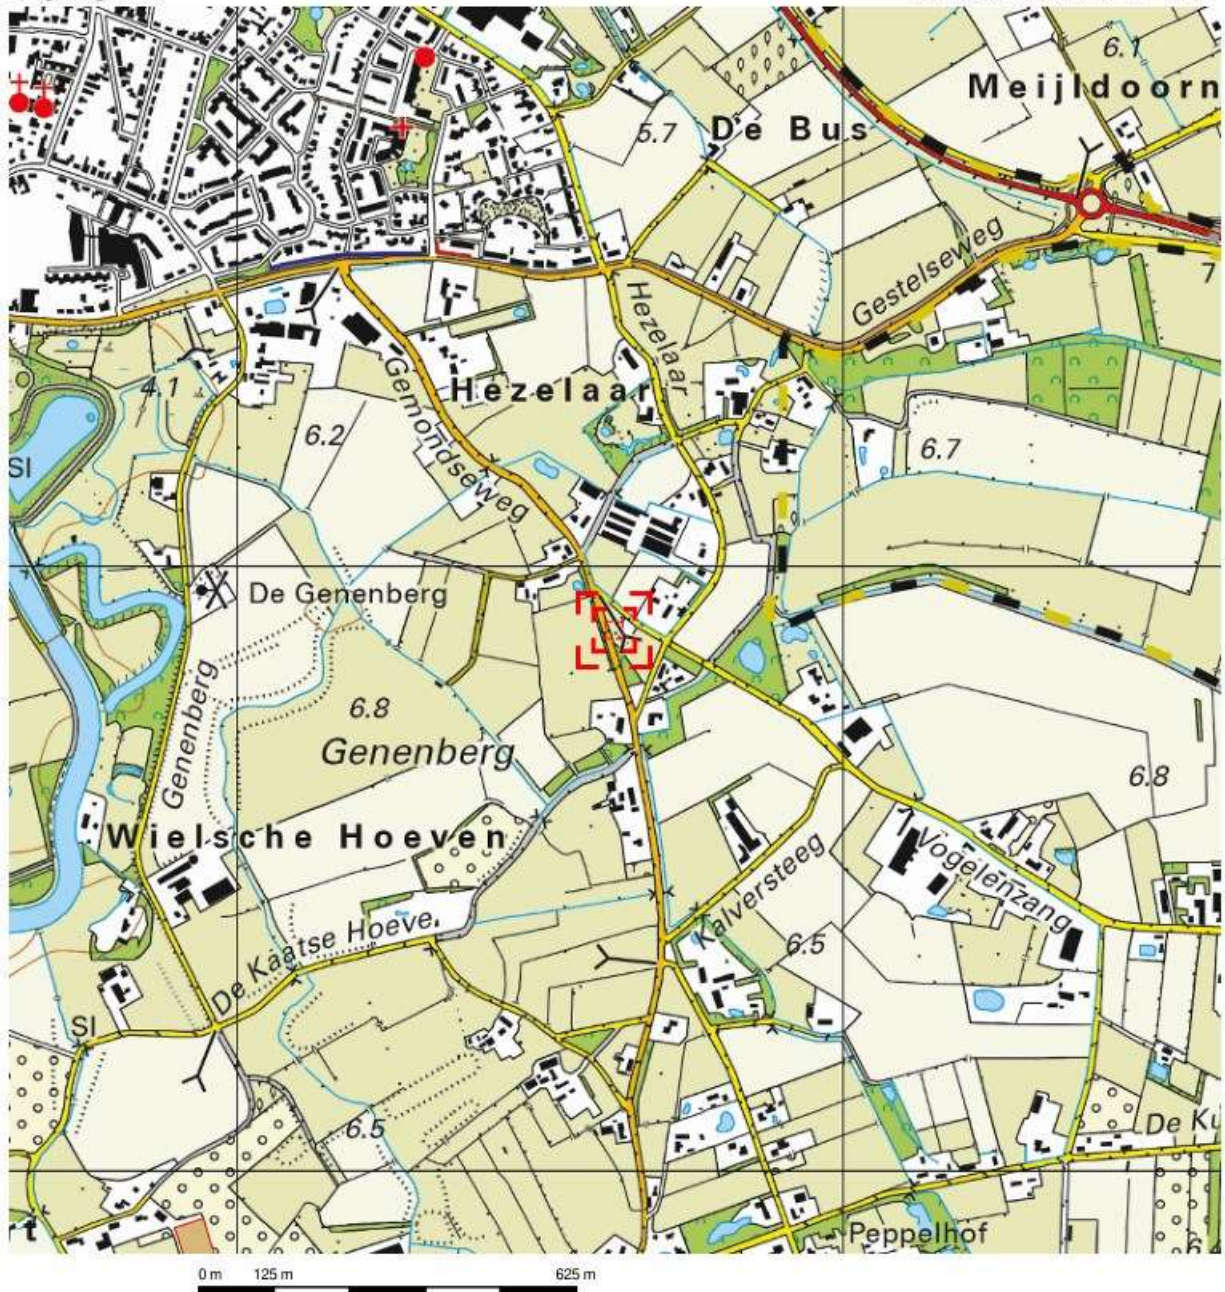 6.1
Meijldoorn
5.7
De Bus
Gestelseweg
7
Hezelaar
4.1
Gemondseweg
Hezelaar
6.2
6.7
SI
De Genenberg
Genenberg
6.8
Genenberg
6.8
Wielsche Hoeven
Vogelenzang
Kalversteeg
De Kaatse Hoeve
6.5
SI
6.5
De Ku
t
Peppelhof
0 m 125 m 625 m